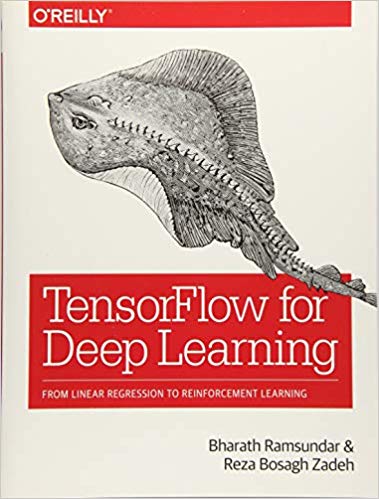 O'REILLY®
TensorFlow for
Deep Learning
FROM LINEAR REGRESSION TO REINFORCEMENT LEARNING
Bharath Ramsundar &
Reza Bosagh Zadeh